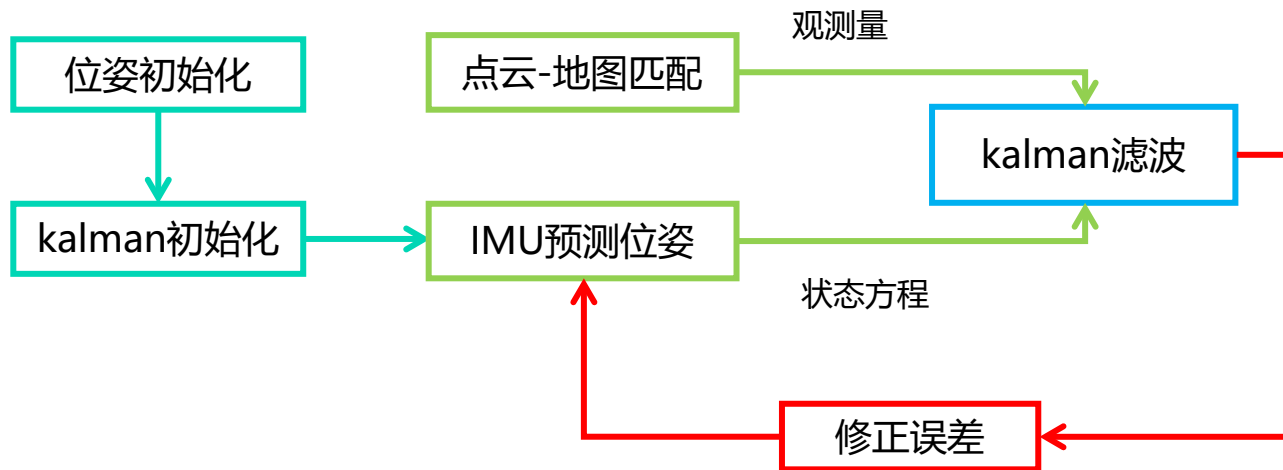 观测量
位姿初始化
点云-地图匹配
kalman滤波
kalman初始化
IMU预测位姿
状态方程
修正误差